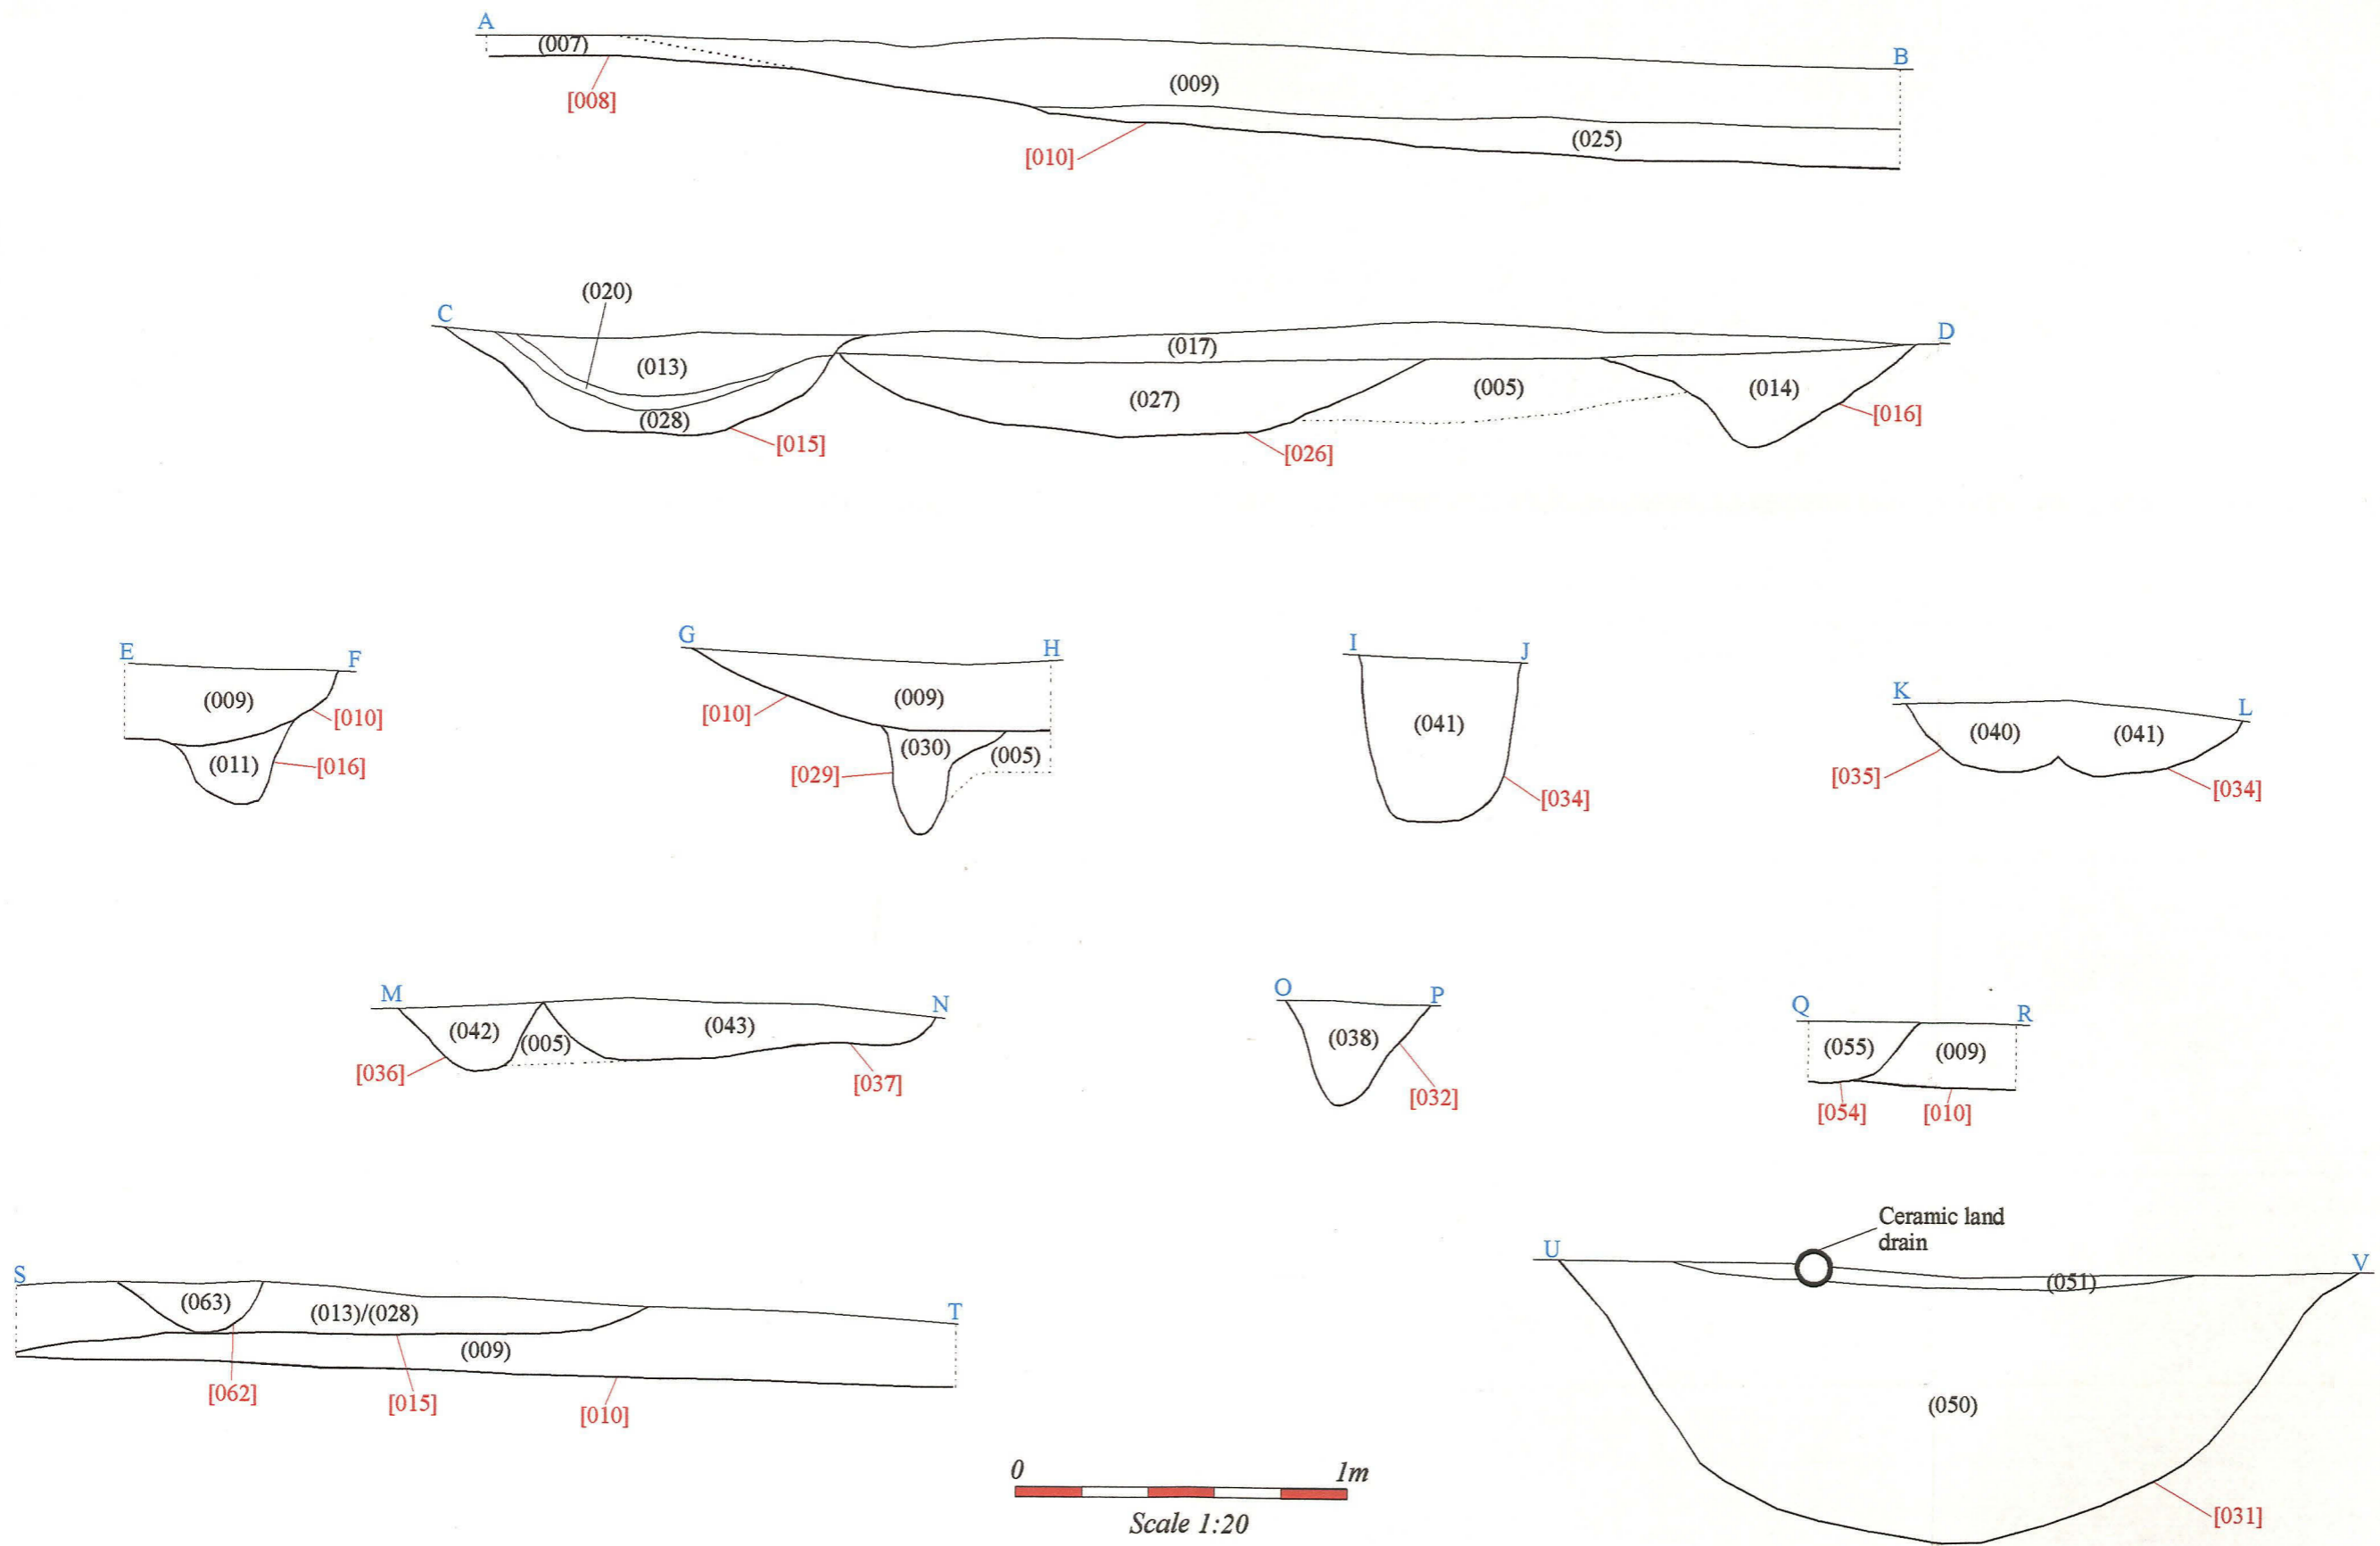 A
(007)
B
(009)
[008]
(025)
[010]
(020)
C
D
(017)
(013)
(005)
(014)
(027)
[016]
(028)
[015]
[026]
E
F
G
H
I
J
K
L
(009)
[010]
(009)
[010]
(041)
(040)
(041)
(011)
[016]
(030)
(005)
[029]
[034]
[035]
[034]
M
N
O
P
Q
R
(042)
(005)
(043)
(038)
(055)
(009)
[036]
[037]
[032]
[054]
[010]
Ceramic land
drain
S
T
U
V
(063)
(013)/(028)
(051)
(009)
[062]
[015]
[010]
(050)
0
1m
Scale 1:20
[031]